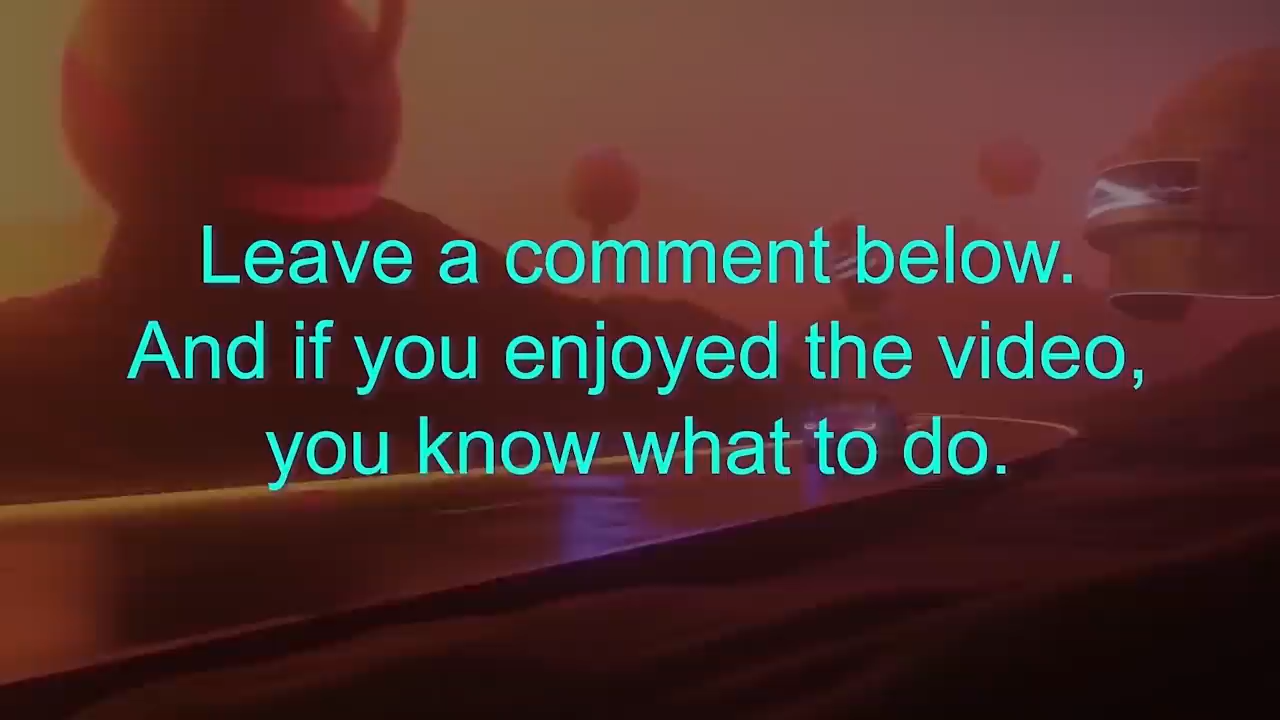 Leave a comment below.
And if you enjoyed the video,
you know what to do.